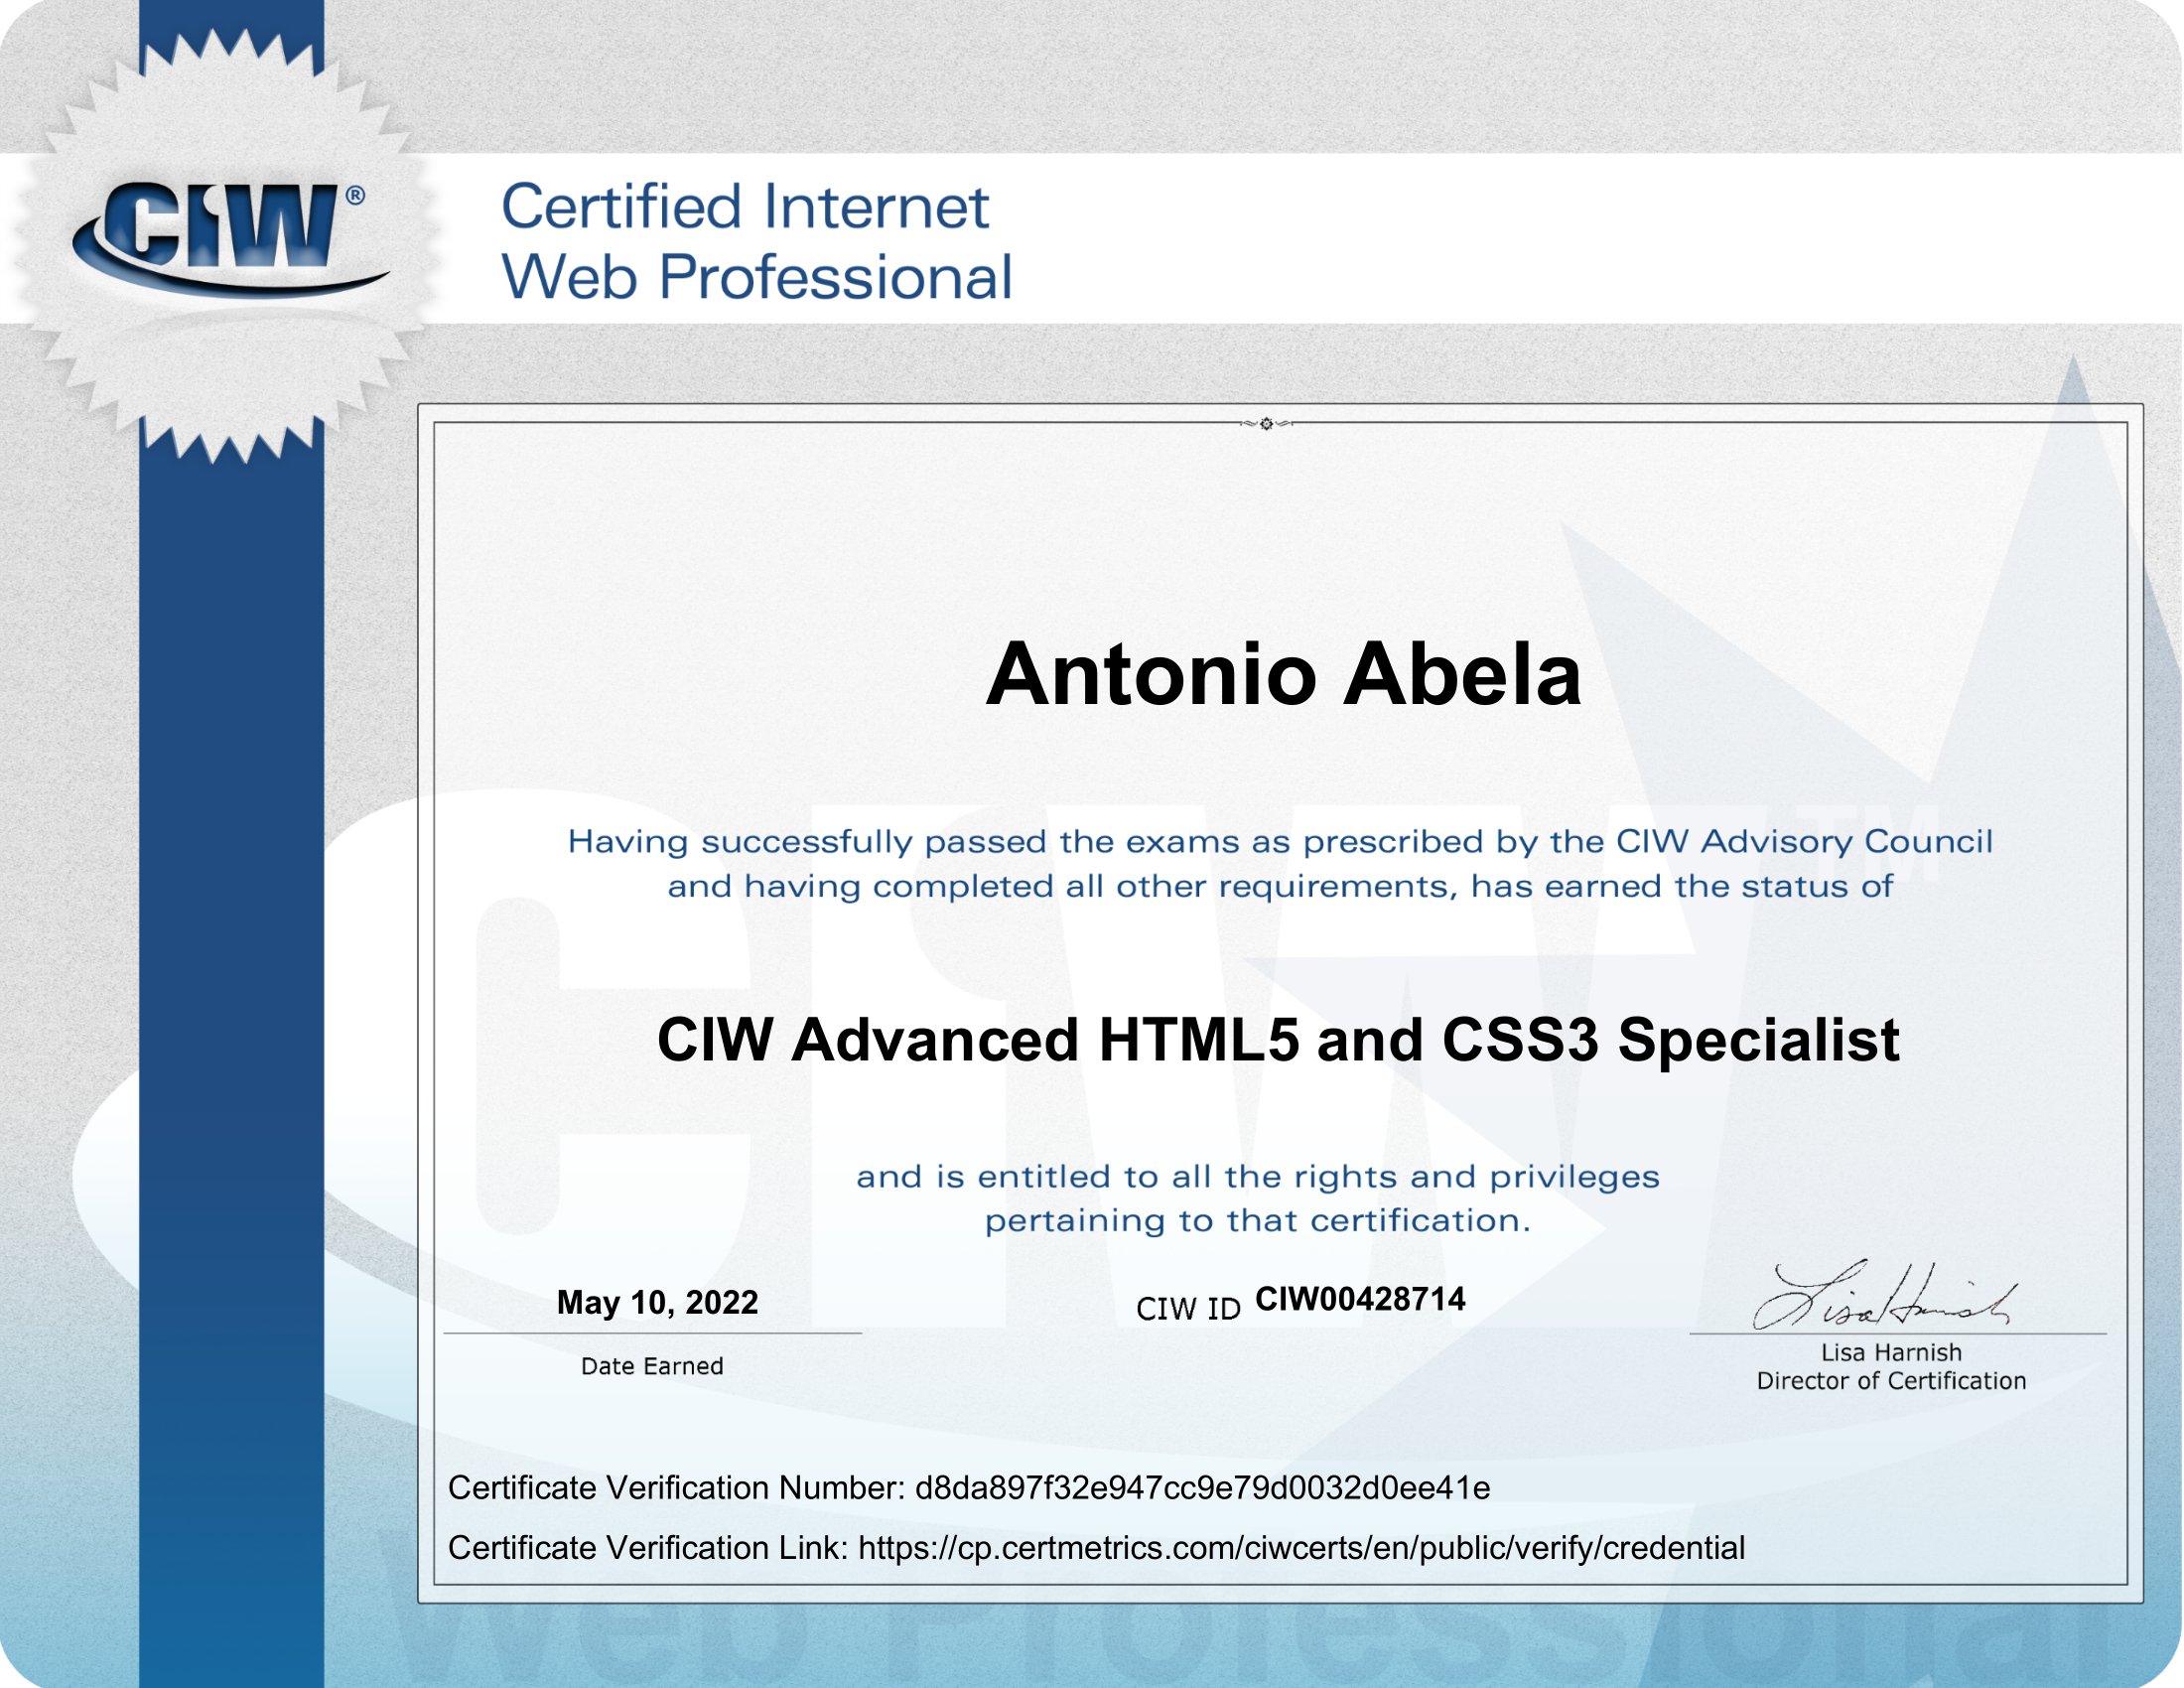 CIW®
Certified Internet
Web Professional
Antonio Abela
Having successfully passed the exams as prescribed by the CIW Advisory Council
and having completed all other requirements, has earned the status of
CIW Advanced HTML5 and CSS3 Specialist
and is entitled to all the rights and privileges
pertaining to that certification.
May 10, 2022
Date Earned
CIW ID CIW00428714
Lisa Harnish
Lisa Harnish
Director of Certification
Certificate Verification Number: d8da897f32e947cc9e79d0032d0ee41e
Certificate Verification Link: https://cp.certmetrics.com/ciwcerts/en/public/verify/credential
CIW TM
Web Professional